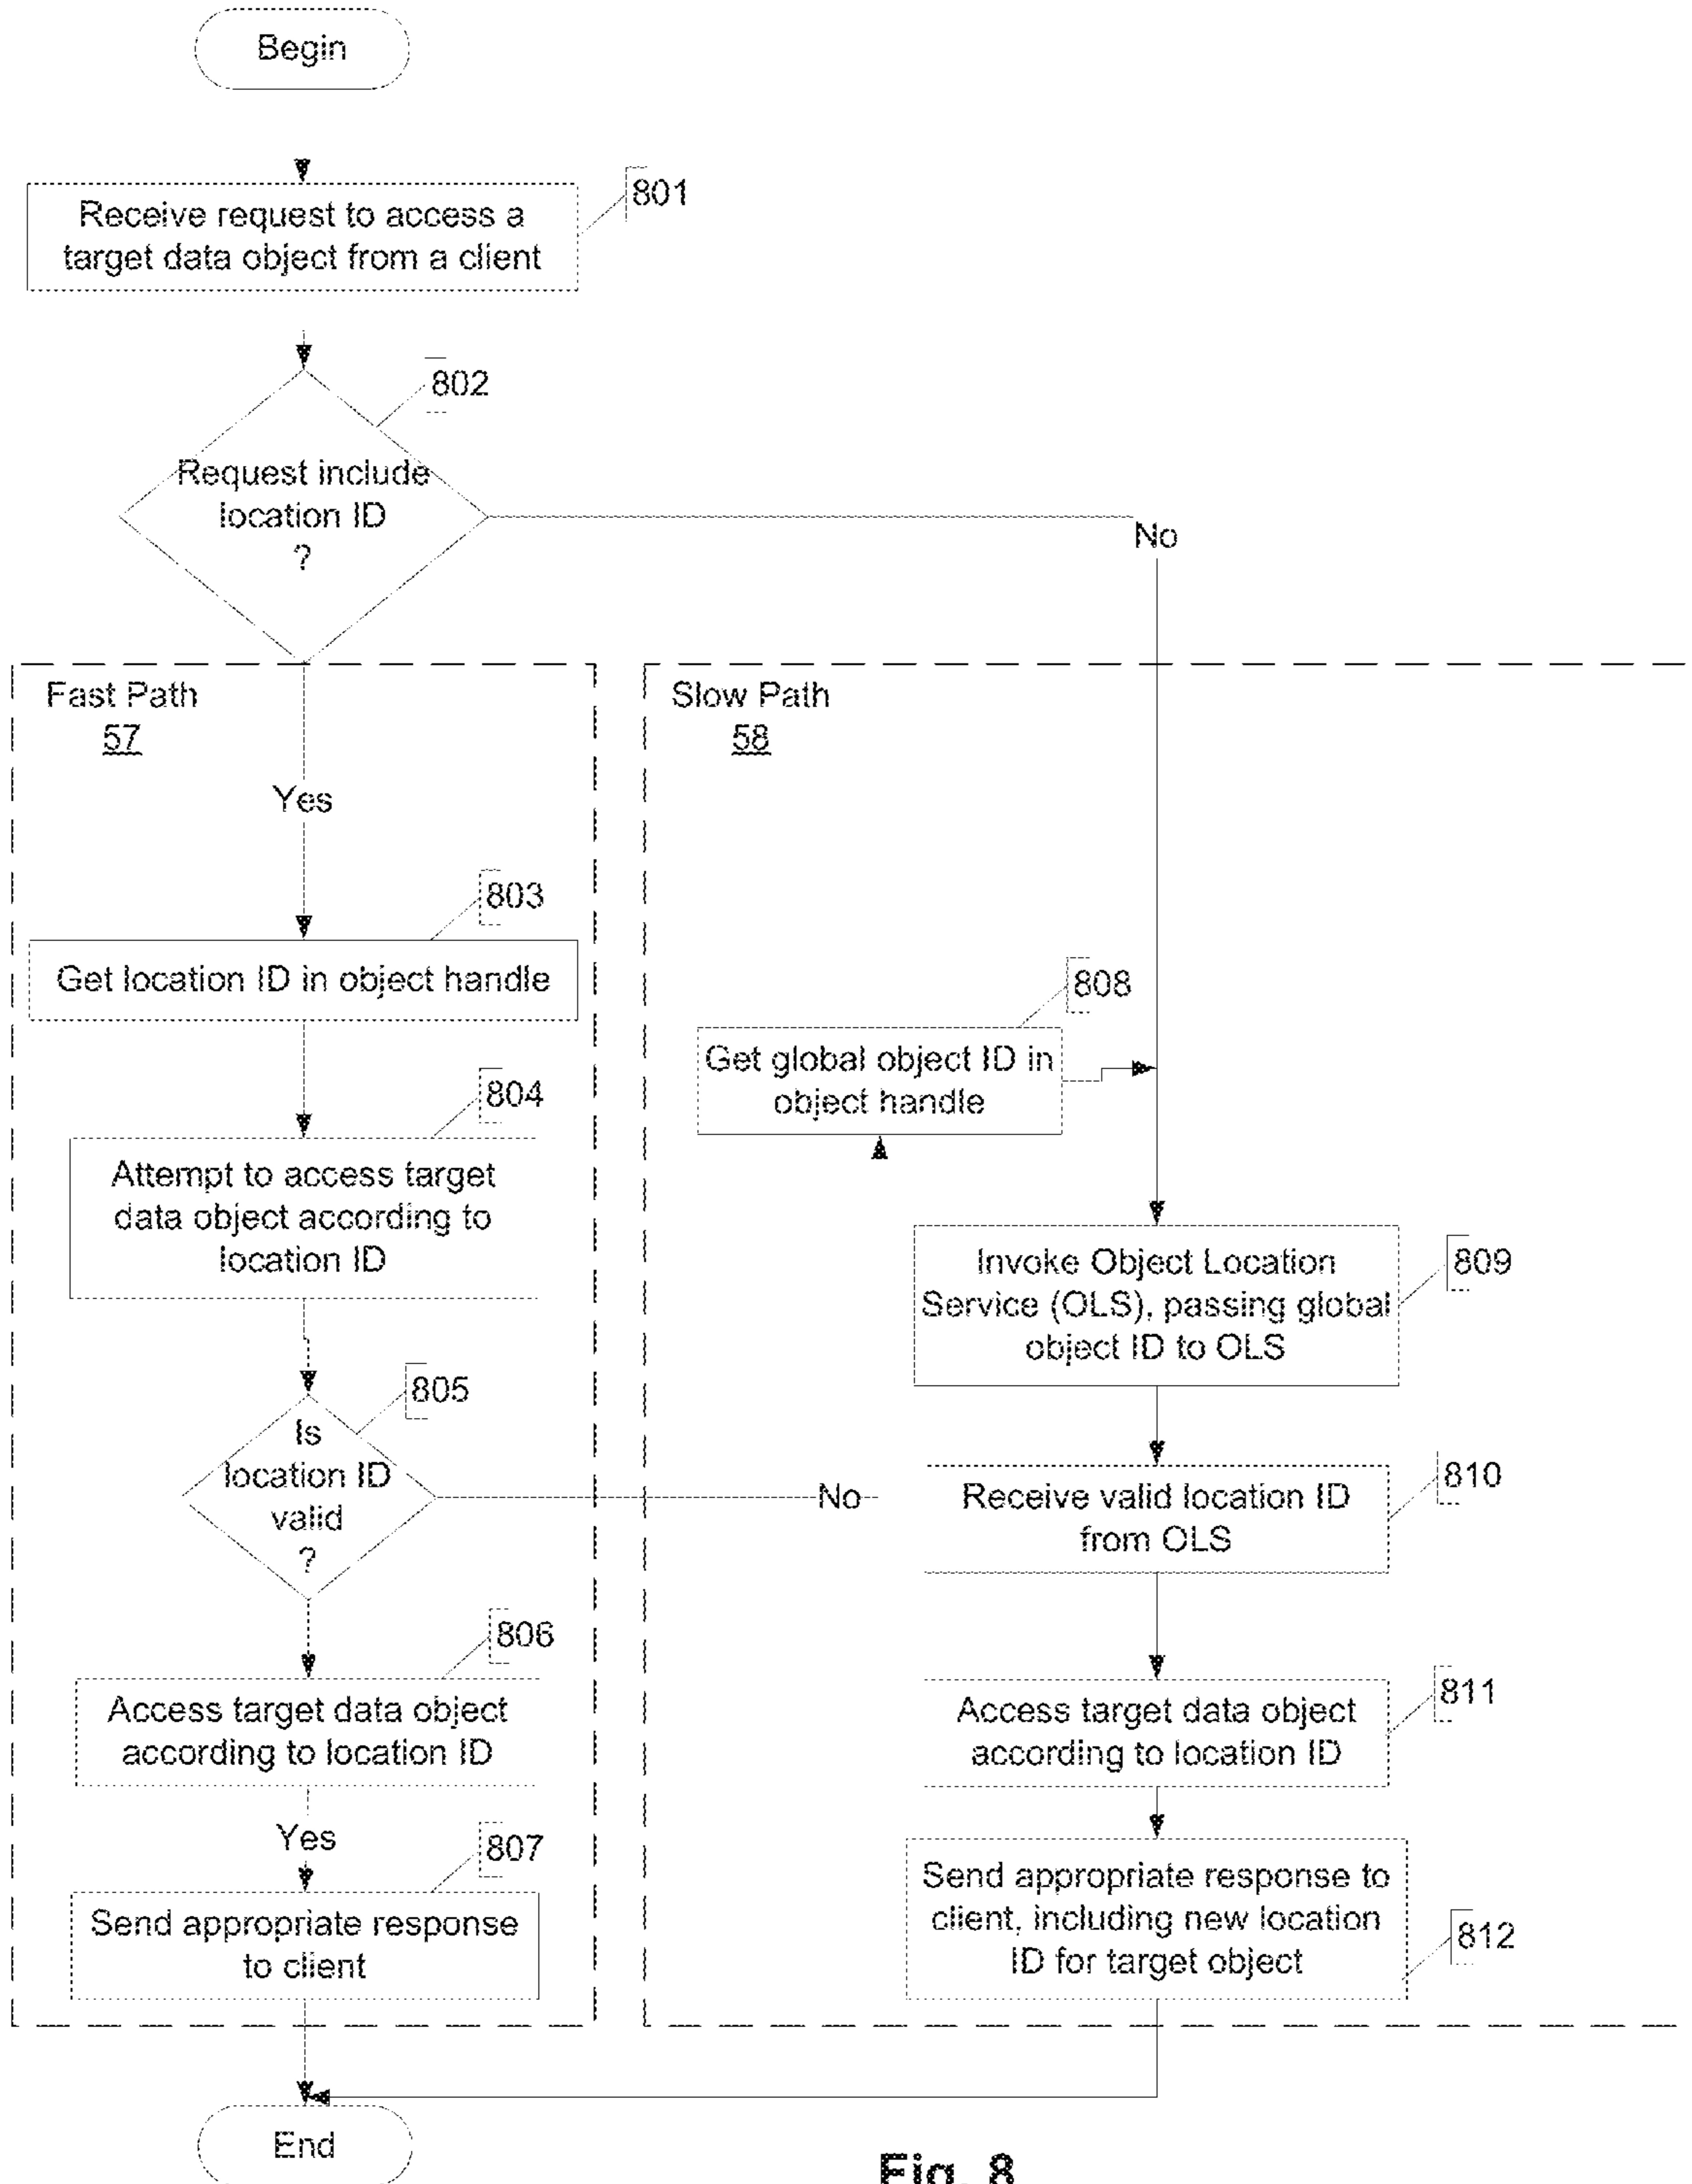 Begin
Receive request to access a
target data object from a client
801
802
Request include
location ID
?
No
Fast Path
57
Slow Path
58
Yes
803
Get location ID in object handle
808
Get global object ID in
object handle
804
Attempt to access target
data object according to
location ID
809
Invoke Object Location
Service (OLS), passing global
object ID to OLS
805
Is
location ID
valid
?
No
810
Receive valid location ID
from OLS
806
Access target data object
according to location ID
811
Access target data object
according to location ID
Yes
807
Send appropriate response
to client
Send appropriate response to
client, including new location
ID for target object
812
End
Fig. 8